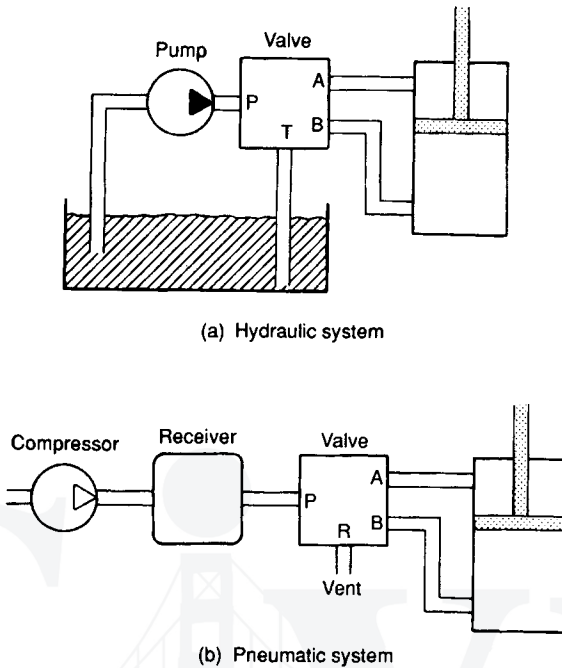 Valve
Pump
A
P
B
T
(a) Hydraulic system
Compressor
Receiver
Valve
A
P
B
R
Vent
(b) Pneumatic system